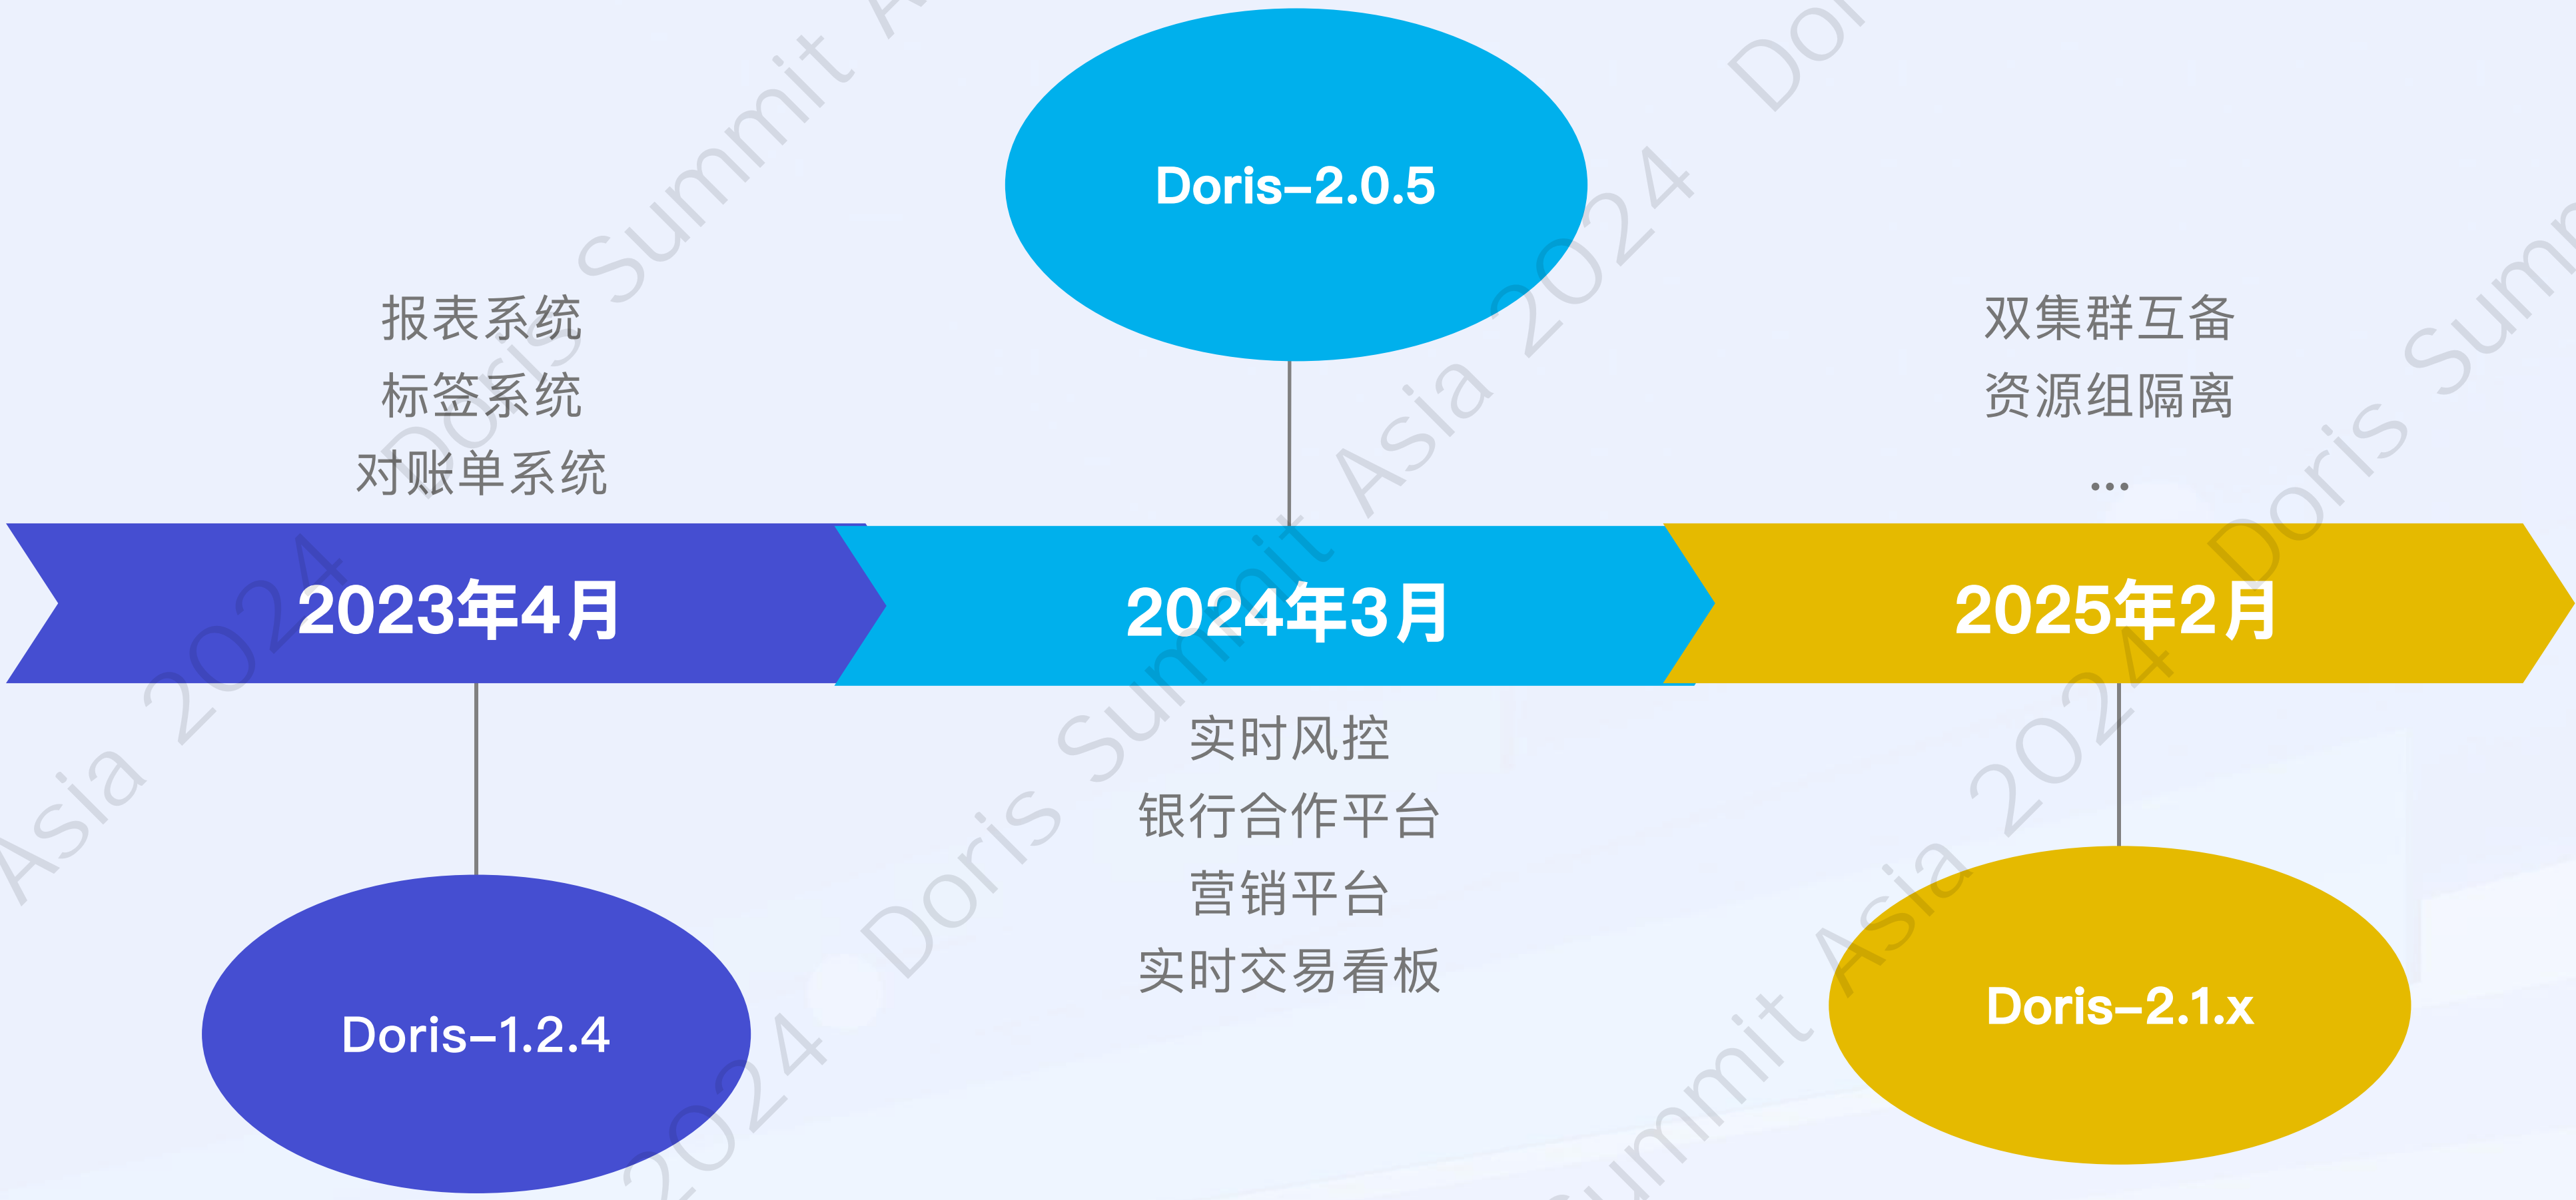 Doris-2.0.5
报表系统
标签系统
对账单系统
双集群互备
资源组隔离
...
2023年4月
2024年3月
2025年2月
实时风控
银行合作平台
营销平台
实时交易看板
Doris-1.2.4
Doris-2.1.x
Doris Summit Asia 2024